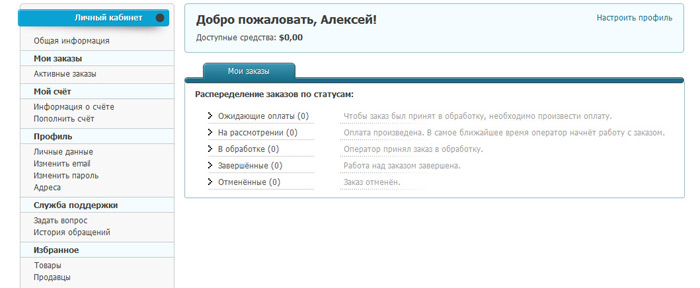 Личный кабинет
Общая информация
Мои заказы
Активные заказы
Мой счёт
Информация о счёте
Пополнить счёт
Профиль
Личные данные
Изменить email
Изменить пароль
Адреса
Служба поддержки
Задать вопрос
История обращений
Избранное
Товары
Продавцы
Добро пожаловать, Алексей!
Настроить профиль
Доступные средства: $0,00
Мои заказы
Распеределение заказов по статусам:
Ожидающие оплаты (0) Чтобы заказ был принят в обработку, необходимо произвести оплату.
На рассмотрении (0) Оплата произведена. В самое ближайшее время оператор начнёт работу с заказом.
В обработке (0) Оператор принял заказ в обработку.
Завершённые (0) Работа над заказом завершена.
Отменённые (0) Заказ отменён.